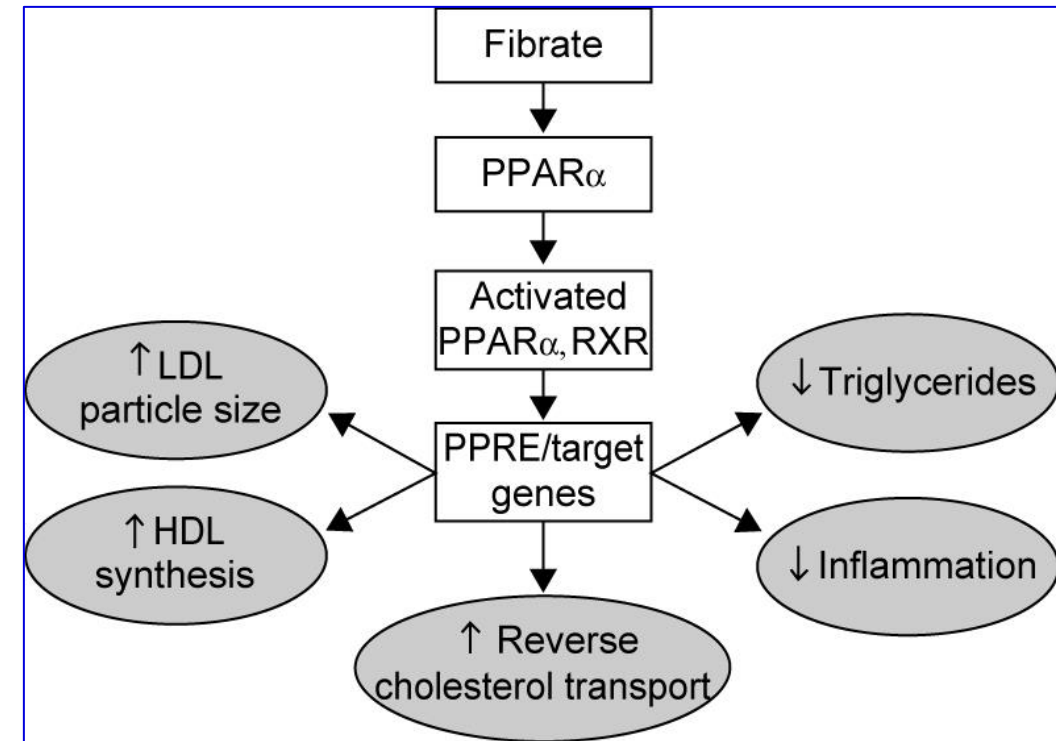 Fibrate
PPARα
Activated
PPARα, RXR
PPRE/target
genes
↑ LDL
particle size
↑ HDL
synthesis
↑ Reverse
cholesterol transport
↓ Triglycerides
↓ Inflammation